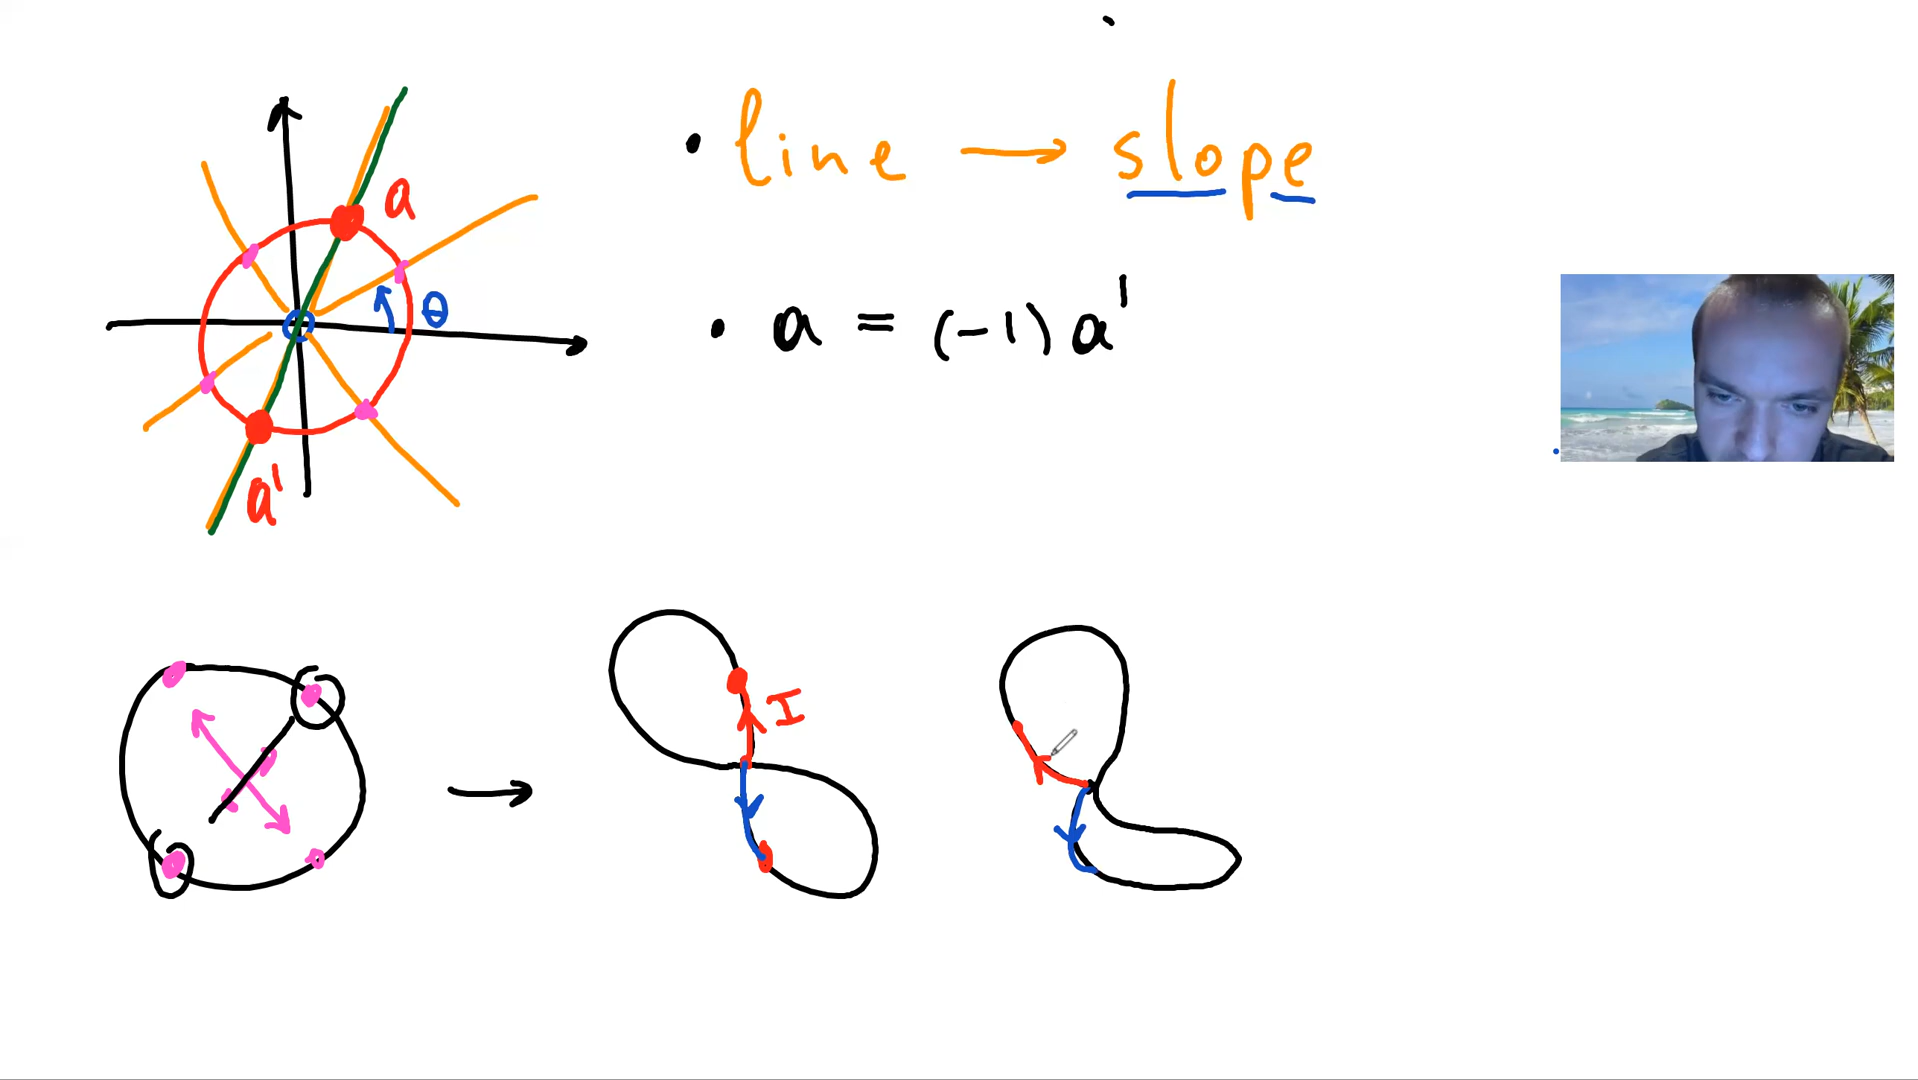 • line → slope
a
θ
• a = (-1) a'
a'
I